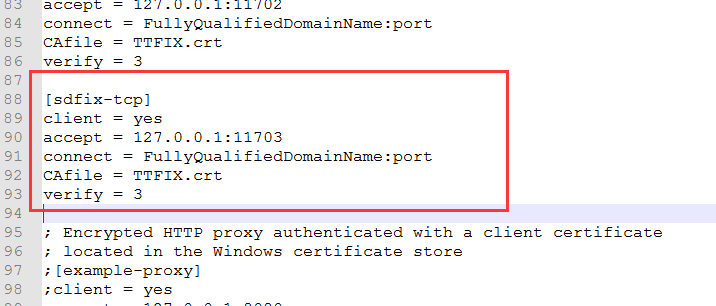 83 accept = 127.0.0.1:11702
84 connect = FullyQualifiedDomainName:port
85 CAfile = TTFIX.crt
86 verify = 3
87
88 [sdfix-tcp]
89 client = yes
90 accept = 127.0.0.1:11703
91 connect = FullyQualifiedDomainName:port
92 CAfile = TTFIX.crt
93 verify = 3
94
95 ; Encrypted HTTP proxy authenticated with a client certificate
96 ; located in the Windows certificate store
97 ;[example-proxy]
98 ;client = yes